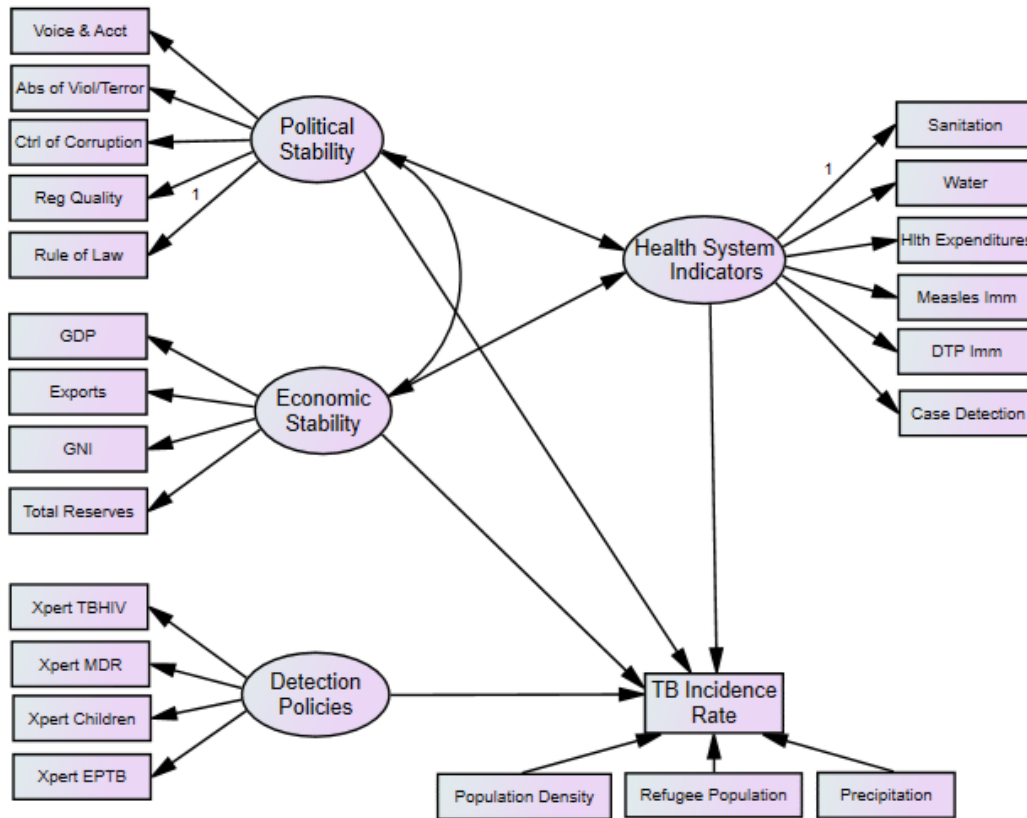 Voice & Acct
Abs of Viol/Terror
Ctrl of Corruption
Reg Quality
1
Rule of Law
Political
Stability
Sanitation
1
Water
Hlth Expenditures
Measles Imm
DTP Imm
Case Detection
Health System
Indicators
GDP
Exports
GNI
Total Reserves
Economic
Stability
Xpert TBHIV
Xpert MDR
Xpert Children
Xpert EPTB
Detection
Policies
TB Incidence
Rate
Population Density
Refugee Population
Precipitation